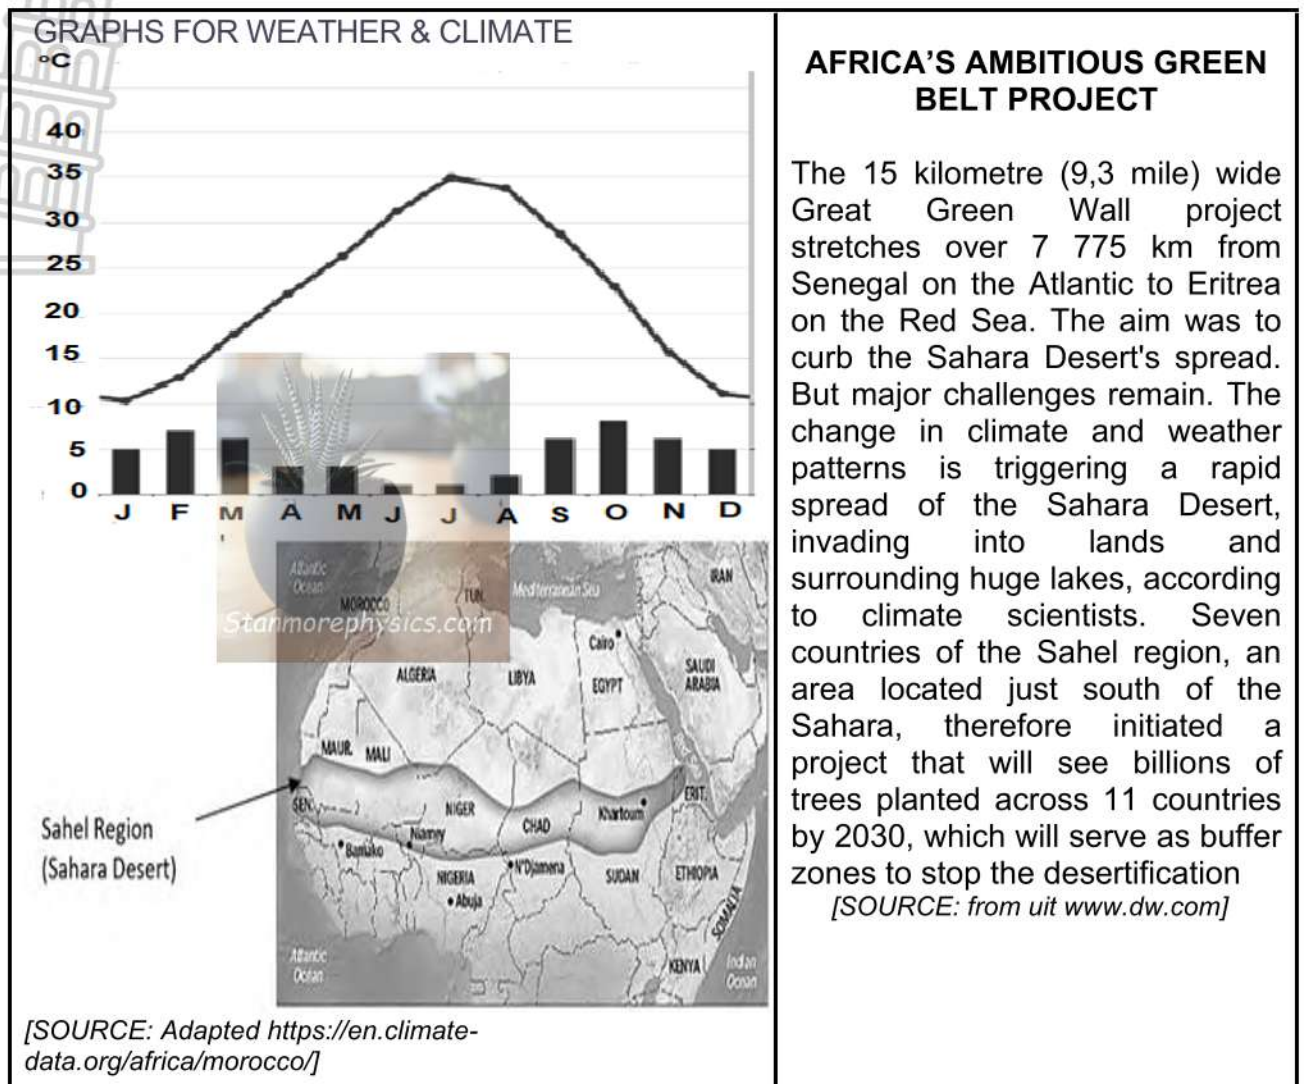 GRAPHS FOR WEATHER & CLIMATE
°C
40
35
30
25
20
15
10
5
0
J F M A M J J A S O N D
Atlantic
Ocean
MOROCCO
TUN.
Mediterranean Sea
IRAN
Stanmorephysics.com
Cairo
ALGERIA
LIBYA
EGYPT
SAUDI
ARABIA
MAUR.
MALI
SEN.
NIGER
CHAD
Khartoum
ERIT.
Sahel Region
(Sahara Desert)
Bamako
Niamey
N'Djamena
NIGERIA
SUDAN
ETHIOPIA
Abuja
SOMALIA
KENYA
Atlantic
Ocean
Indian
Ocean
[SOURCE: Adapted https://en.climate-
data.org/africa/morocco/]
AFRICA'S AMBITIOUS GREEN
BELT PROJECT
The 15 kilometre (9,3 mile) wide
Great Green Wall project
stretches over 7 775 km from
Senegal on the Atlantic to Eritrea
on the Red Sea. The aim was to
curb the Sahara Desert's spread.
But major challenges remain. The
change in climate and weather
patterns is triggering a rapid
spread of the Sahara Desert,
invading into lands and
surrounding huge lakes, according
to climate scientists. Seven
countries of the Sahel region, an
area located just south of the
Sahara, therefore initiated a
project that will see billions of
trees planted across 11 countries
by 2030, which will serve as buffer
zones to stop the desertification
[SOURCE: from uit www.dw.com]